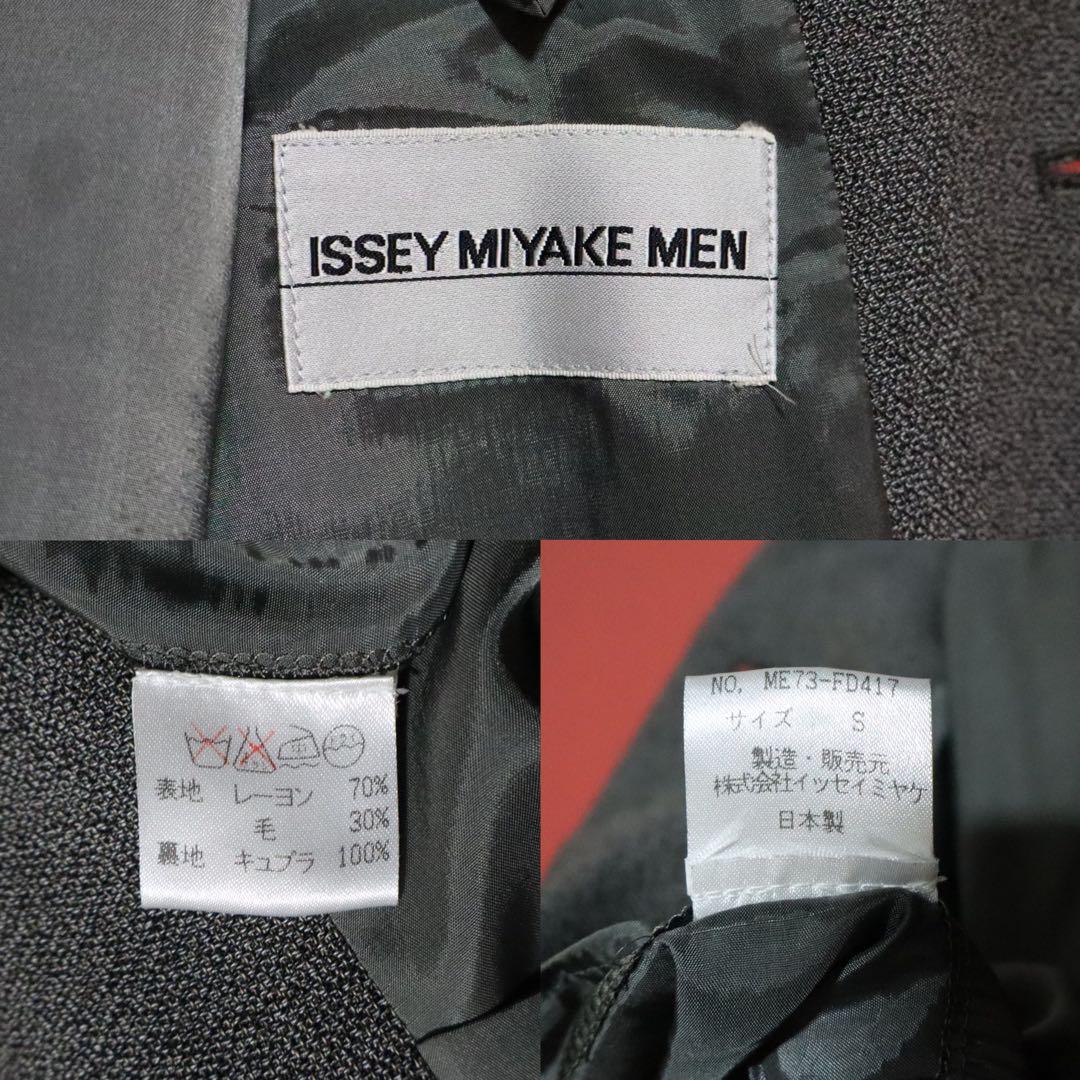 ISSEY MIYAKE MEN
表地 レーヨン 70%
毛 30%
裏地 キュプラ 100%
NO. ME73-FD417
サイズ S
製造・販売元
株式会社イッセイミヤケ
日本製